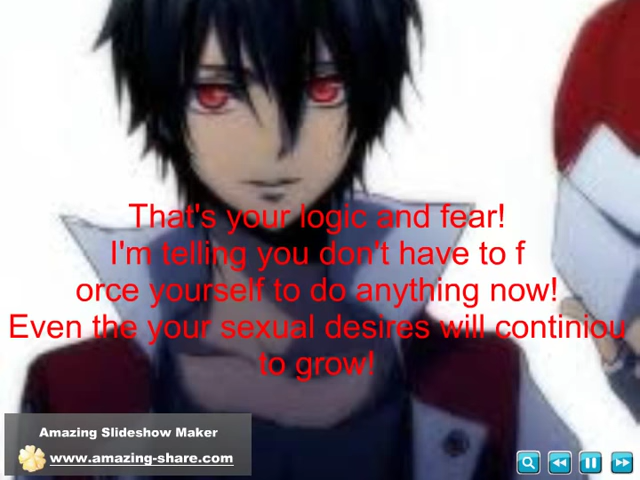 That's your logic and fear!
I'm telling you don't have to f
orce yourself to do anything now!
Even the your sexual desires will continiou
to grow!
Amazing Slideshow Maker
www.amazing-share.com